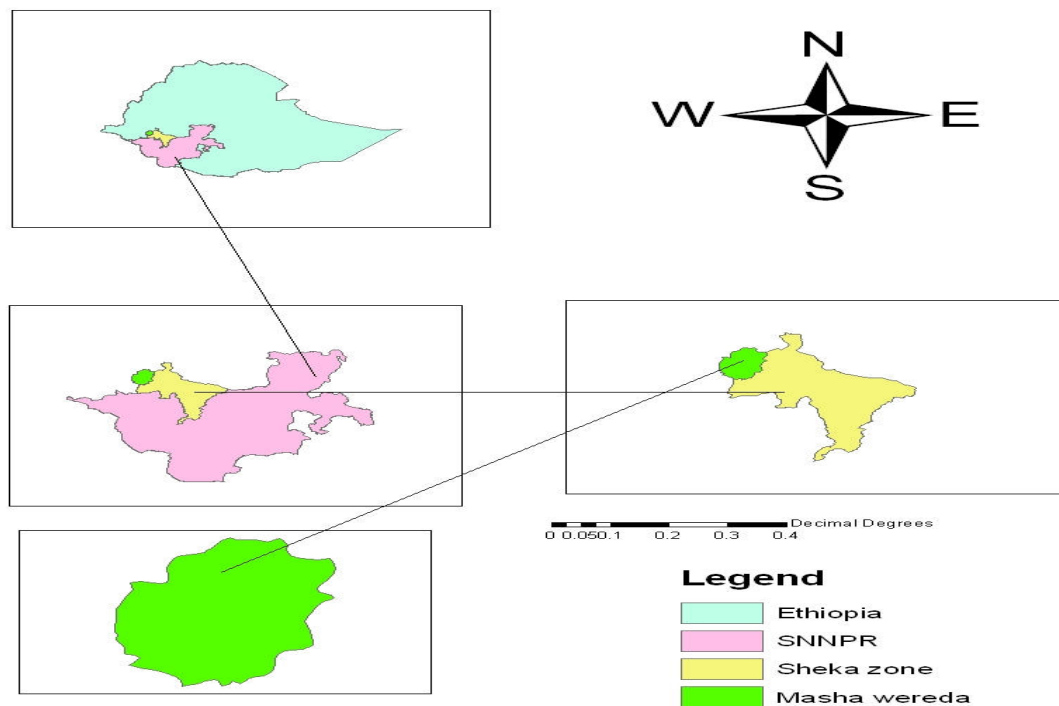 N
W E
S
Decimal Degrees
0 0.050.1 0.2 0.3 0.4
Legend
Ethiopia
SNNPR
Sheka zone
Masha wereda